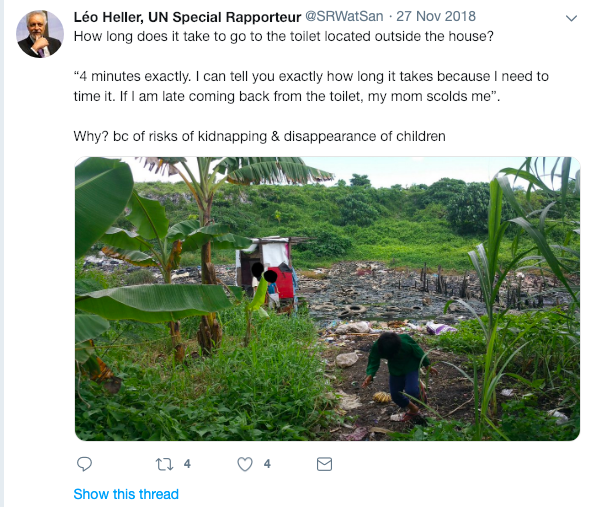 Léo Heller, UN Special Rapporteur @SRWatSan · 27 Nov 2018
How long does it take to go to the toilet located outside the house?
“4 minutes exactly. I can tell you exactly how long it takes because I need to
time it. If I am late coming back from the toilet, my mom scolds me”.
Why? bc of risks of kidnapping & disappearance of children
4 4
Show this thread